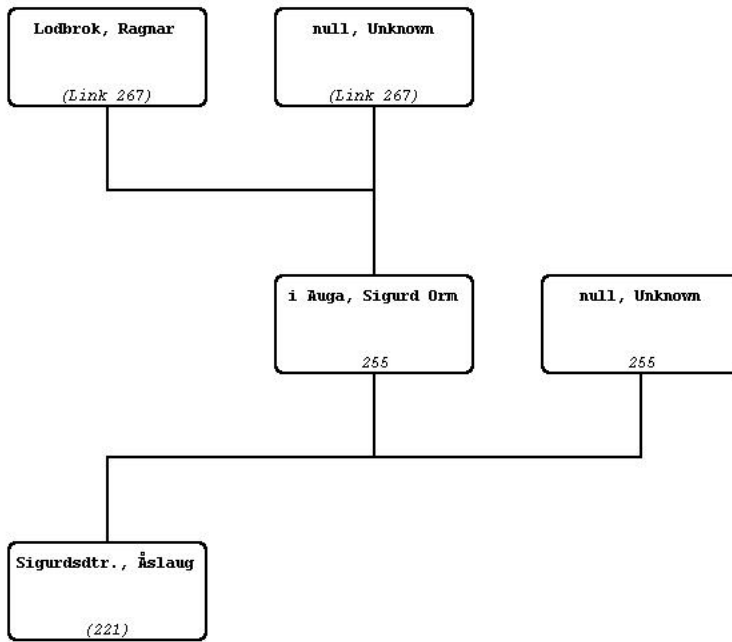 Lodbrok, Ragnar
(Link 267)
null, Unknown
(Link 267)
i Auga, Sigurd Orm
255
null, Unknown
255
Sigurdsdtr., Åslaug
(221)